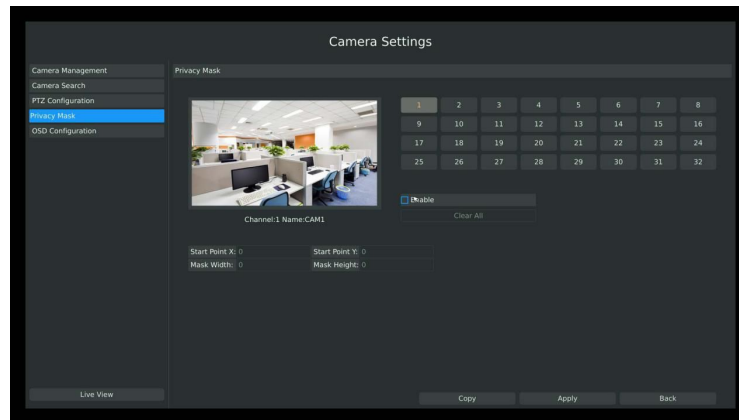 Camera Settings
Camera Management
Camera Search
PTZ Configuration
Privacy Mask
OSD Configuration
Live View
Privacy Mask
Channel:1 Name:CAM1
1 2 3 4 5 6 7 8
9 10 11 12 13 14 15 16
17 18 19 20 21 22 23 24
25 26 27 28 29 30 31 32
Enable
Clear All
Start Point X: 0 Start Point Y: 0
Mask Width: 0 Mask Height: 0
Copy Apply Back